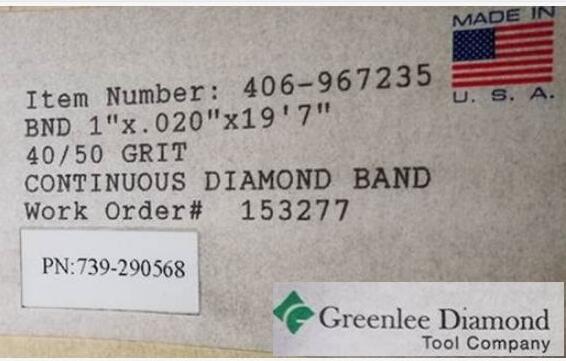 MADE IN
U. S. A.
Item Number: 406-967235
BND 1"x.020"x19'7"
40/50 GRIT
CONTINUOUS DIAMOND BAND
Work Order# 153277
PN:739-290568
Greenlee Diamond
Tool Company